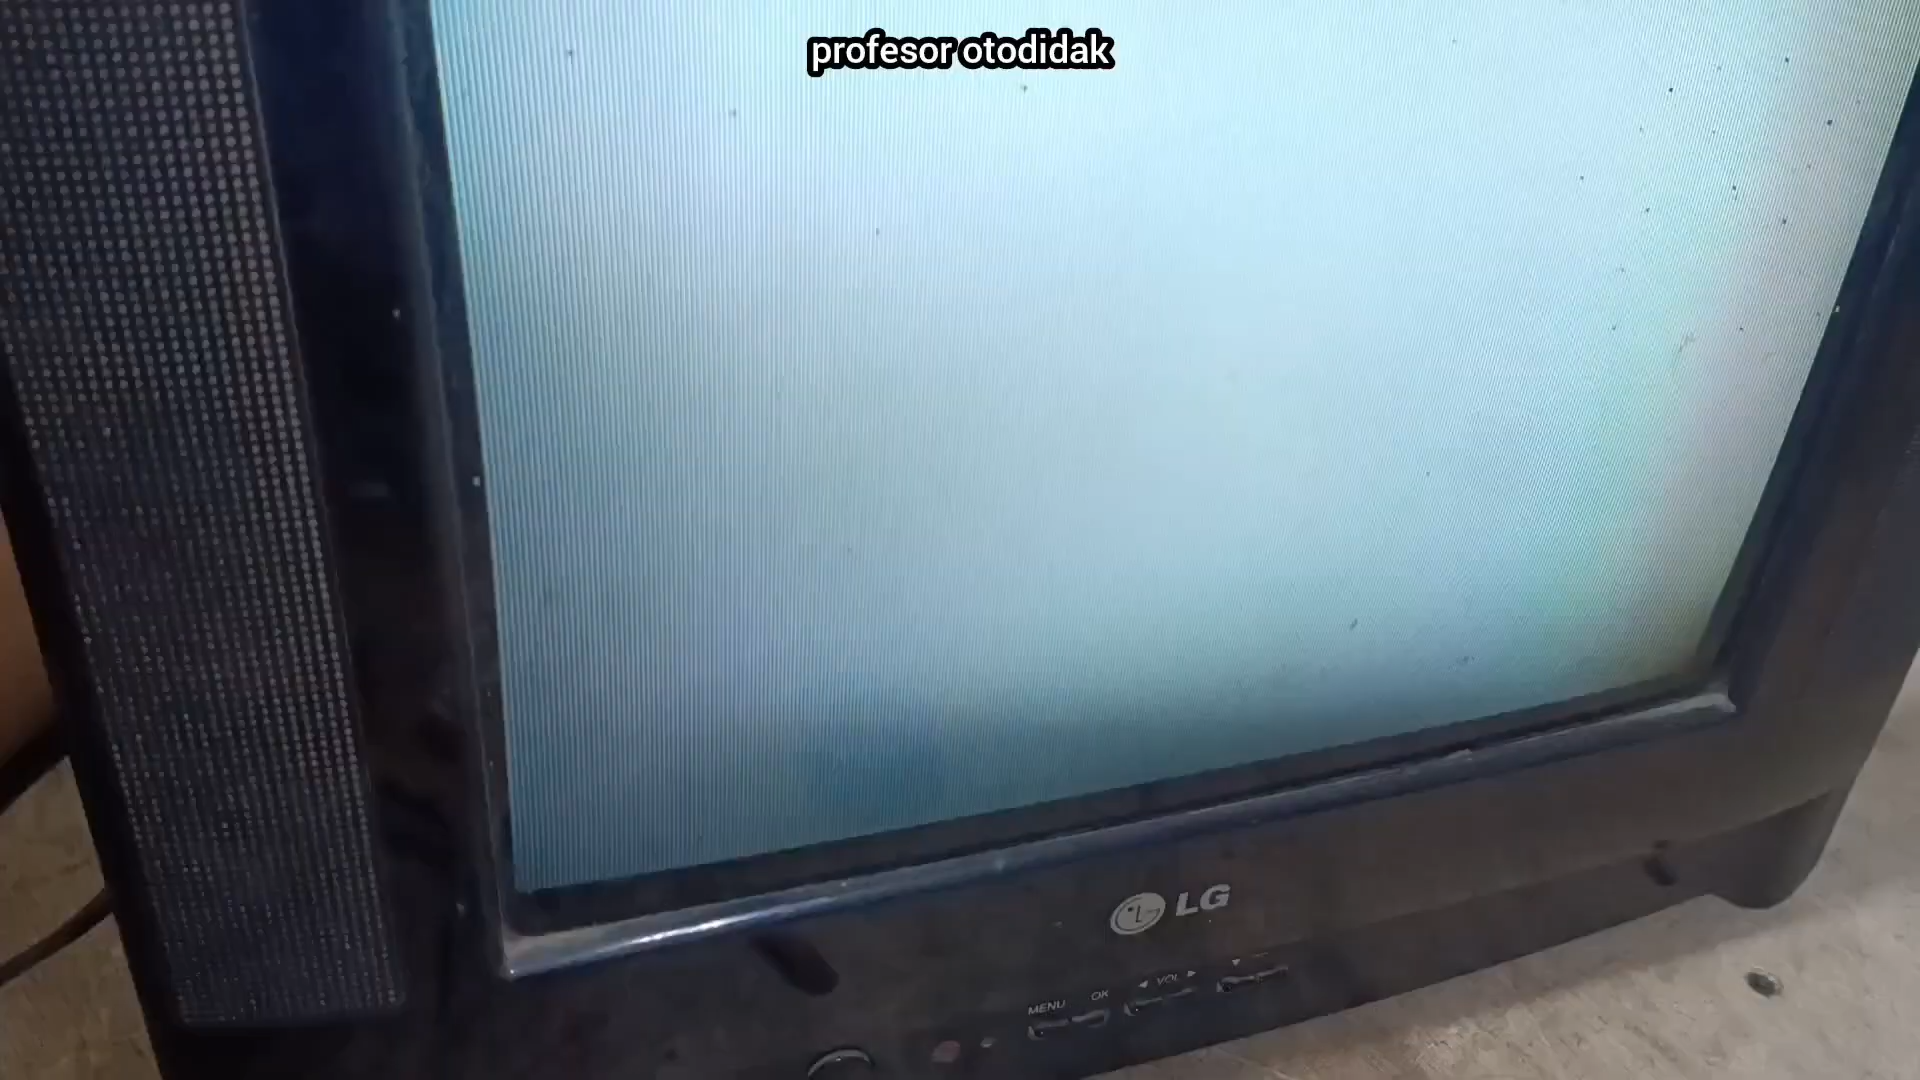 profesor otodidak
LG
MENU OK ◄ VOL ►